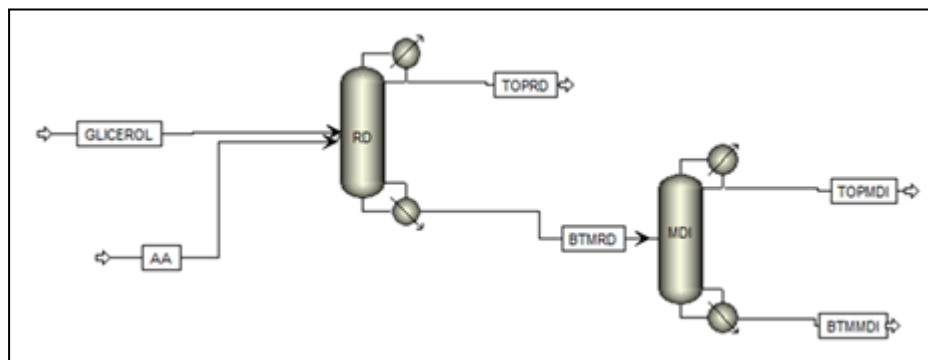 TOPRD
GLICEROL
RD
TOPMDI
AA
BTMRD
MDI
BTMMDI